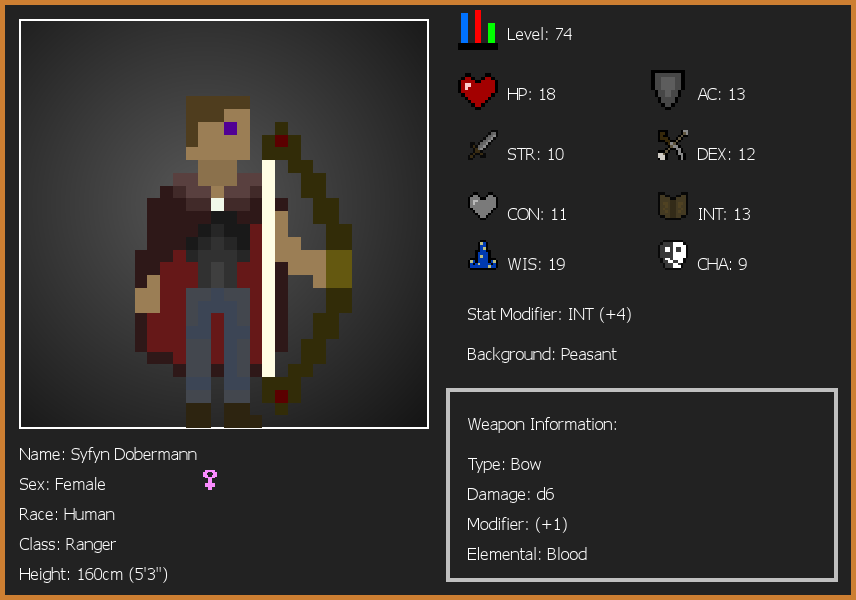 Level: 74
HP: 18
AC: 13
STR: 10
DEX: 12
CON: 11
INT: 13
WIS: 19
CHA: 9
Stat Modifier: INT (+4)
Background: Peasant
Weapon Information:
Type: Bow
Damage: d6
Modifier: (+1)
Elemental: Blood
Name: Syfyn Dobermann
Sex: Female
Race: Human
Class: Ranger
Height: 160cm (5'3")